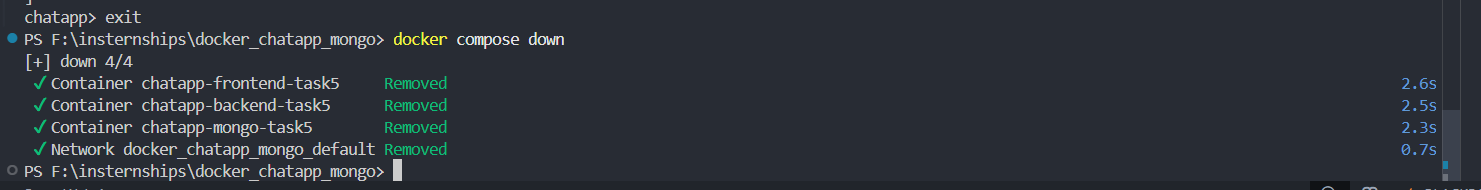 chatapp> exit
PS F:\insternships\docker_chatapp_mongo> docker compose down
[+] down 4/4
✓ Container chatapp-frontend-task5 Removed 2.6s
✓ Container chatapp-backend-task5 Removed 2.5s
✓ Container chatapp-mongo-task5 Removed 2.3s
✓ Network docker_chatapp_mongo_default Removed 0.7s
PS F:\insternships\docker_chatapp_mongo>